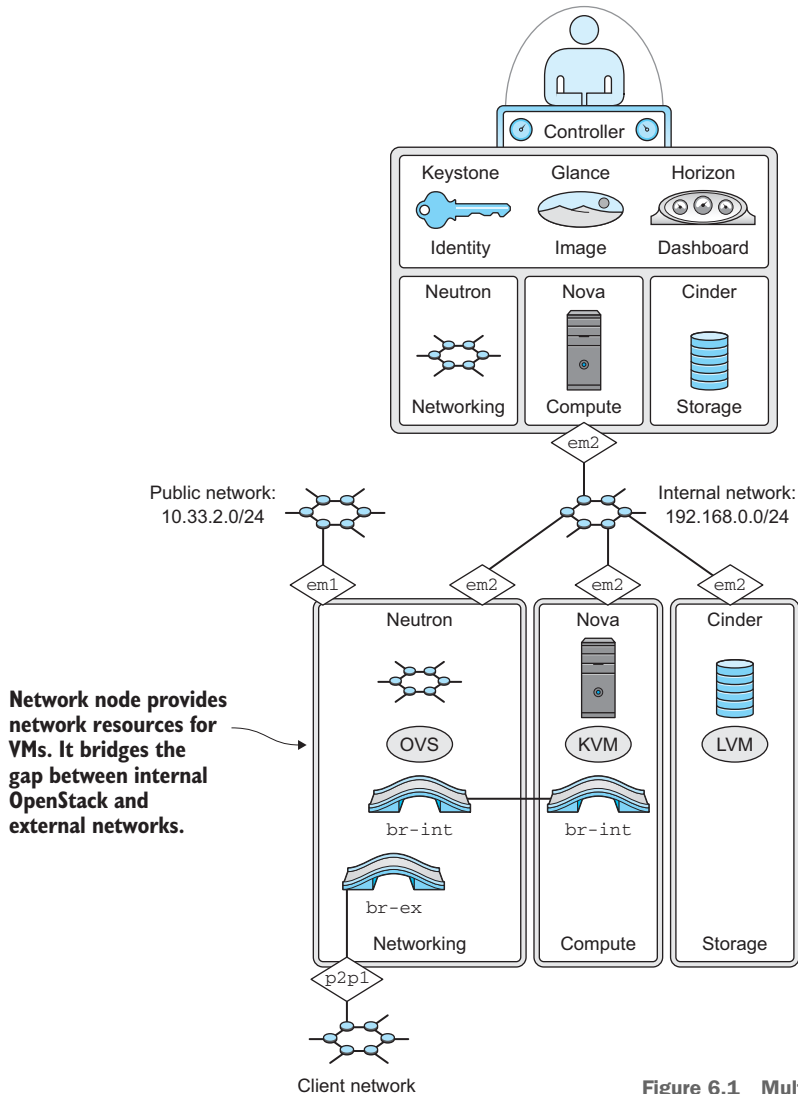 Controller
Keystone
Glance
Horizon
Identity
Image
Dashboard
Neutron
Nova
Cinder
Networking
Compute
Storage
em2
Public network:
10.33.2.0/24
Internal network:
192.168.0.0/24
em1
em2
em2
em2
Neutron
Nova
Cinder
Network node provides
network resources for
VMs. It bridges the
gap between internal
OpenStack and
external networks.
OVS
KVM
LVM
br-int
br-int
br-ex
Networking
Compute
Storage
p2p1
Client network
Figure 6.1